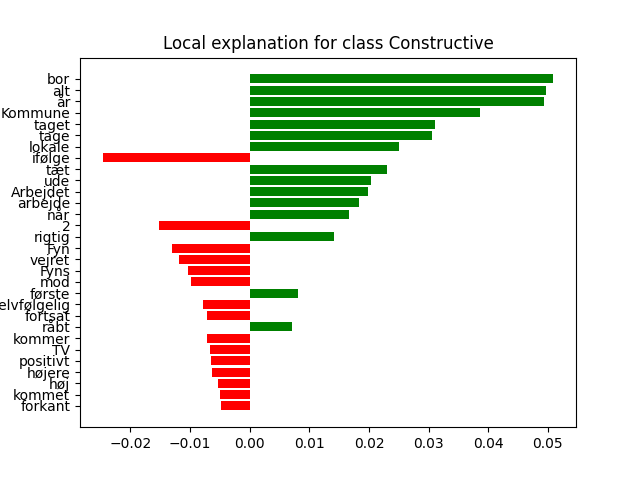 Local explanation for class Constructive
bor
alt
år
Kommune
taget
tage
lokale
ifølge
tæt
ude
Arbejdet
arbejde
når
2
rigtig
Fyn
vejret
Fyns
mod
første
elvfølgelig
fortsat
råbt
kommer
TV
positivt
højere
høj
kommet
forkant
−0.02 −0.01 0.00 0.01 0.02 0.03 0.04 0.05